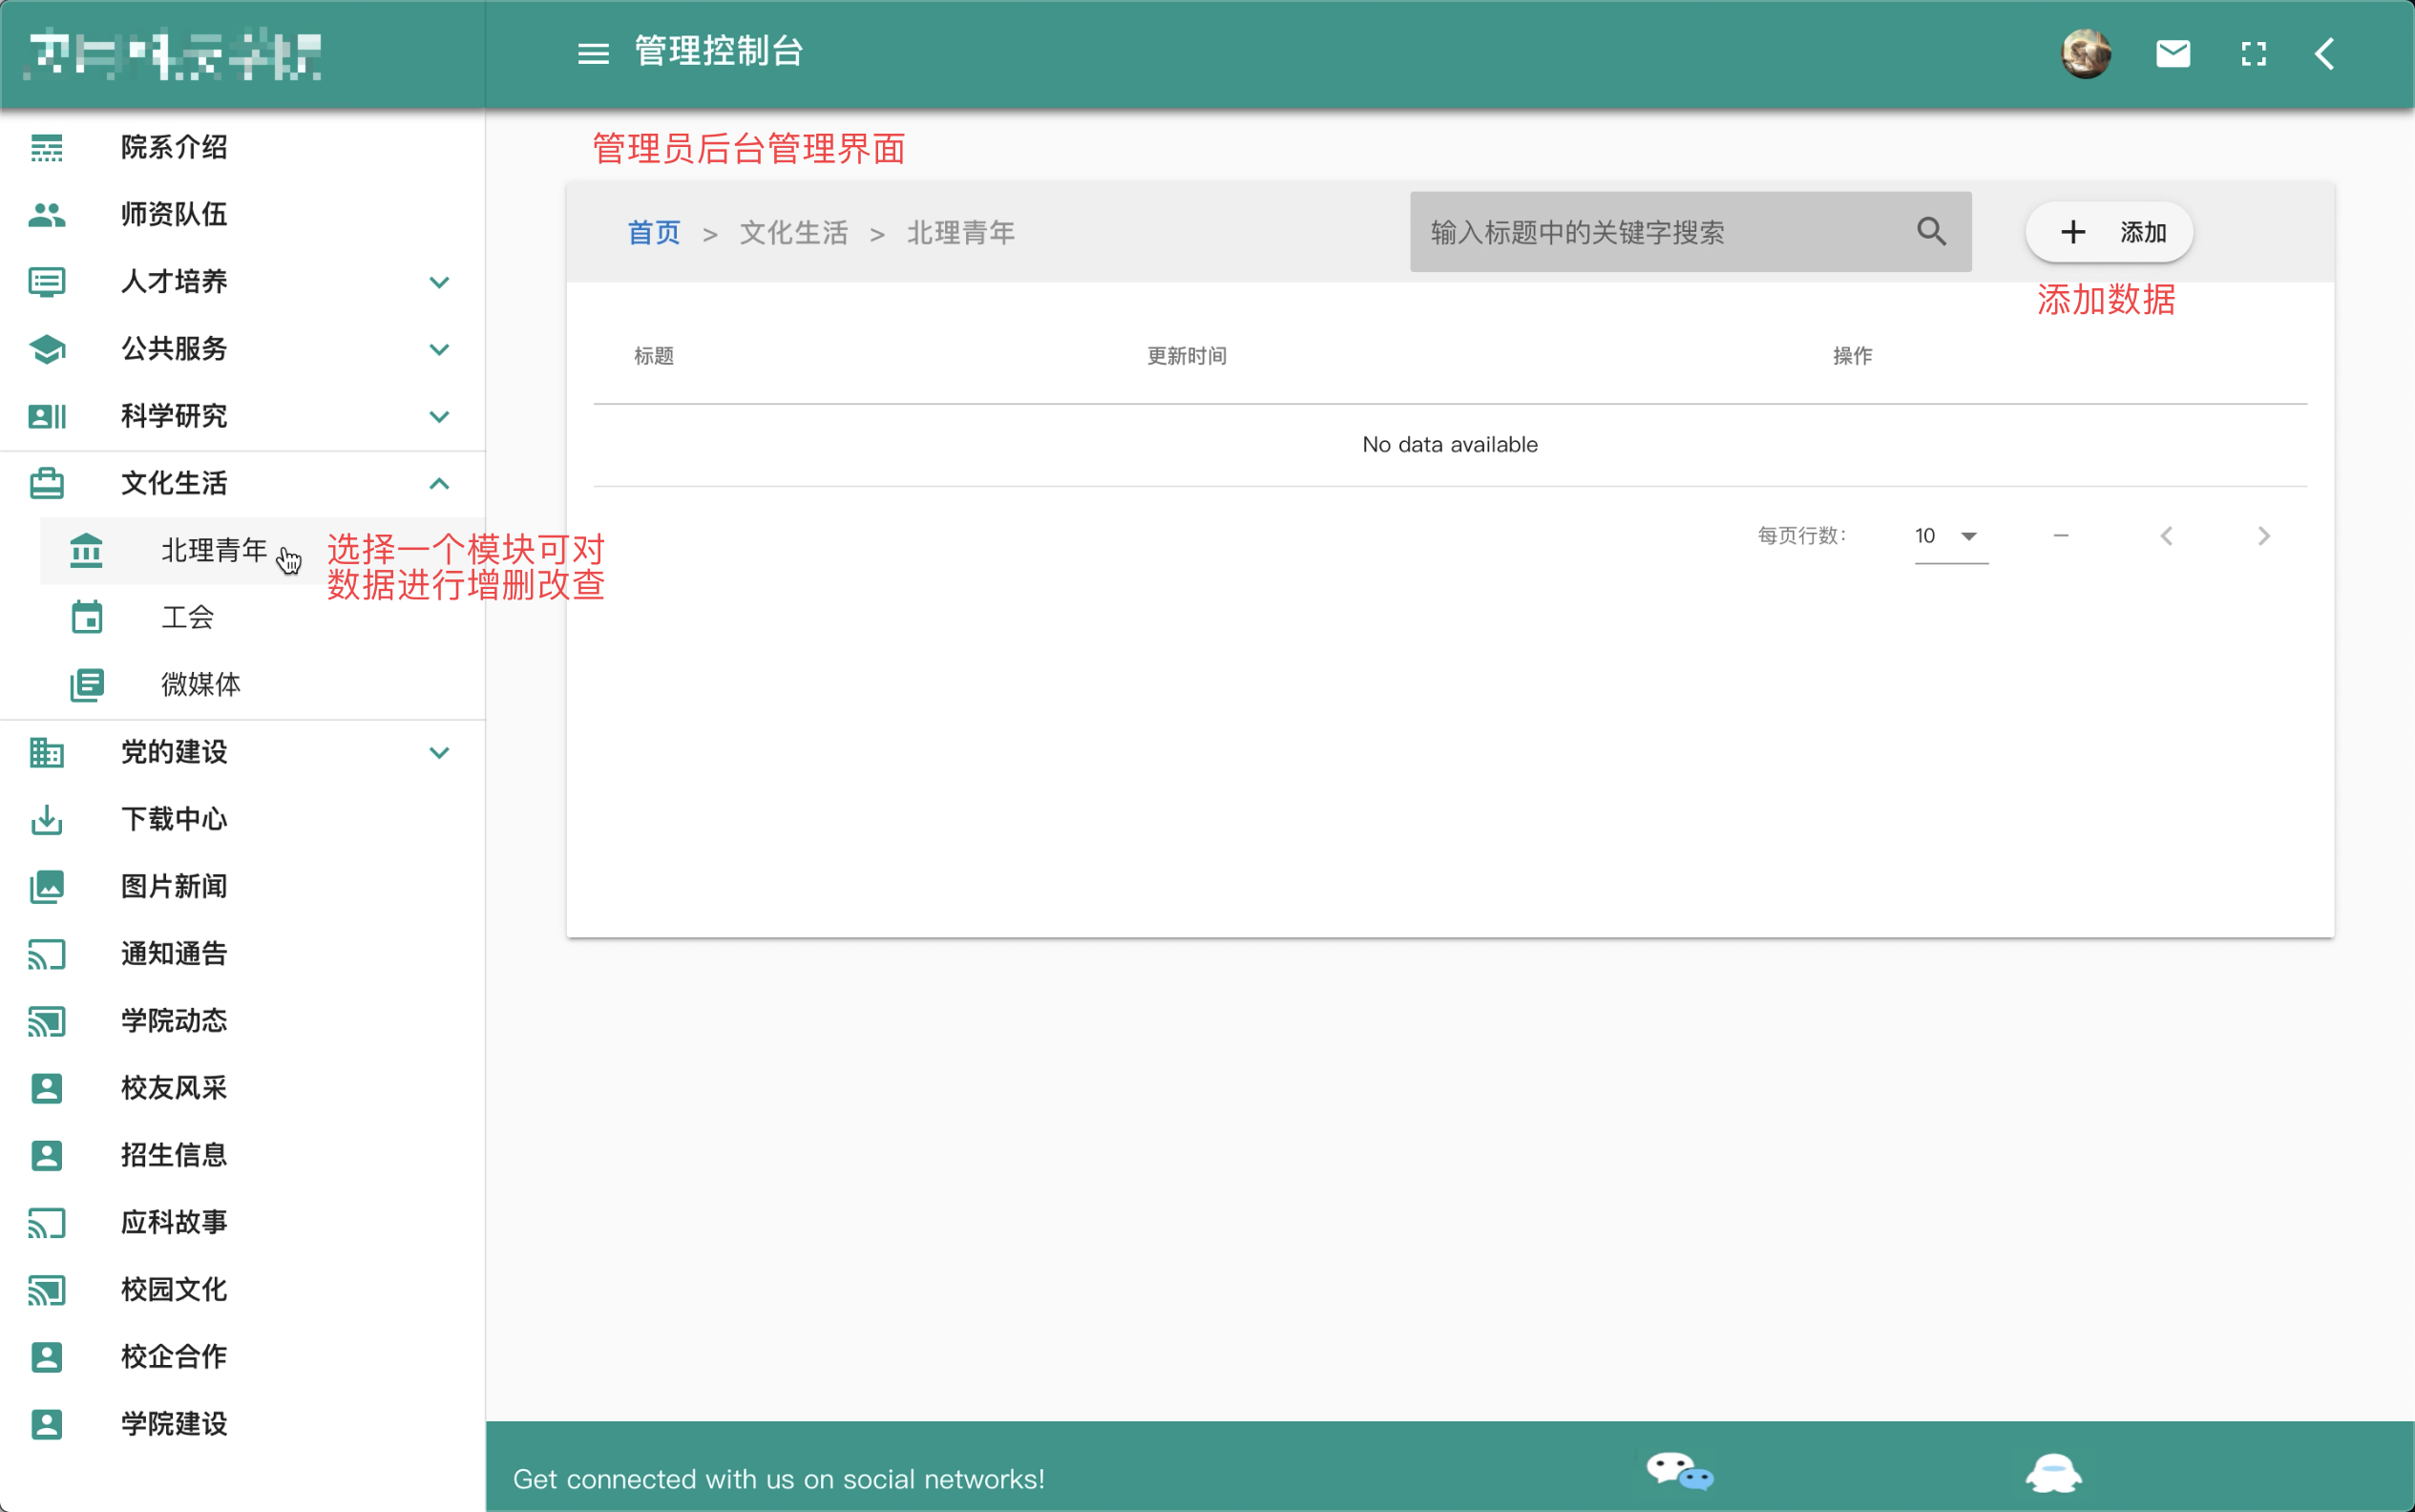 管理控制台
院系介绍
师资队伍
人才培养
公共服务
科学研究
文化生活
北理青年
工会
微媒体
党的建设
下载中心
图片新闻
通知通告
学院动态
校友风采
招生信息
应科故事
校园文化
校企合作
学院建设
管理员后台管理界面
首页 > 文化生活 > 北理青年
输入标题中的关键字搜索
添加
添加数据
标题 更新时间 操作
No data available
每页行数: 10 –
选择一个模块可对
数据进行增删改查
Get connected with us on social networks!